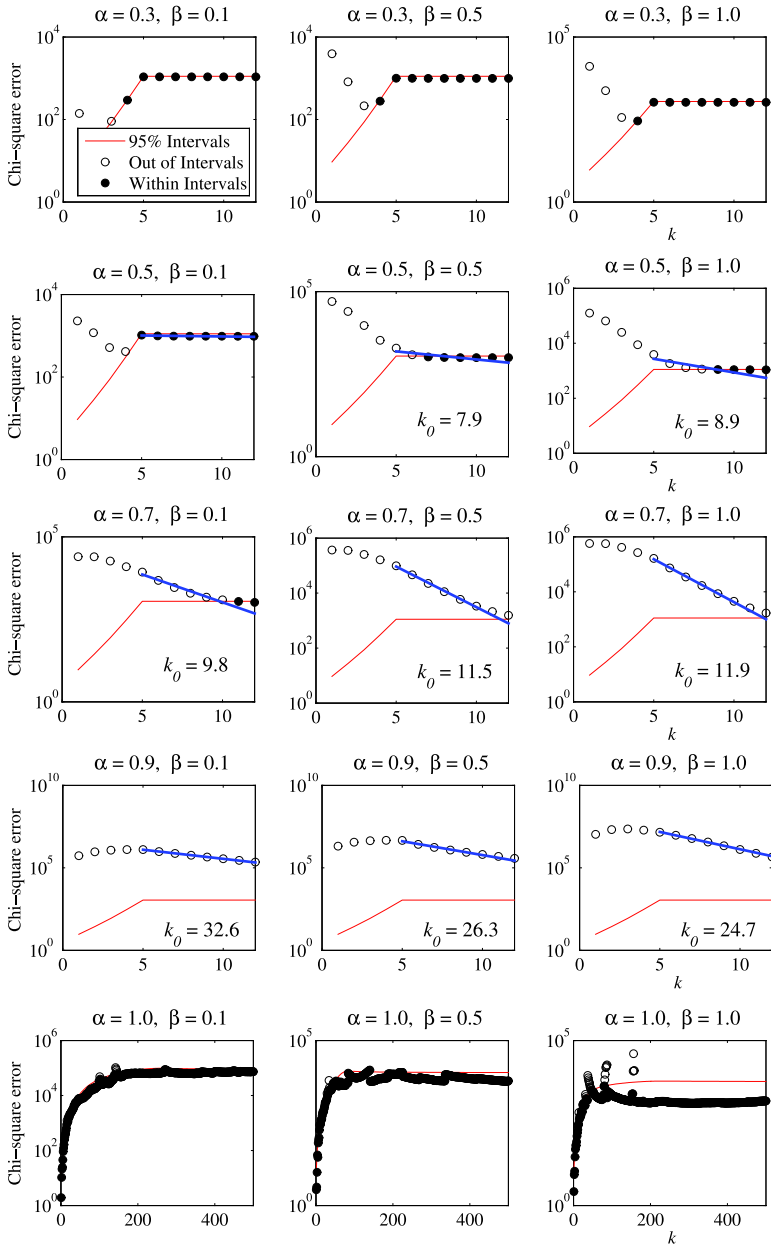 α = 0.3, β = 0.1
α = 0.3, β = 0.5
α = 0.3, β = 1.0
Chi−square error
10^4
10^2
10^0
0 5 10
95% Intervals
Out of Intervals
Within Intervals
10^4
10^2
10^0
0 5 10
10^5
10^0
0 5 10
k
α = 0.5, β = 0.1
α = 0.5, β = 0.5
α = 0.5, β = 1.0
Chi−square error
10^4
10^2
10^0
0 5 10
10^5
10^0
k_0 = 7.9
0 5 10
10^6
10^4
10^2
10^0
k_0 = 8.9
0 5 10
k
α = 0.7, β = 0.1
α = 0.7, β = 0.5
α = 0.7, β = 1.0
Chi−square error
10^5
10^0
k_0 = 9.8
0 5 10
10^6
10^4
10^2
10^0
k_0 = 11.5
0 5 10
10^6
10^4
10^2
10^0
k_0 = 11.9
0 5 10
k
α = 0.9, β = 0.1
α = 0.9, β = 0.5
α = 0.9, β = 1.0
Chi−square error
10^10
10^5
10^0
k_0 = 32.6
0 5 10
10^10
10^5
10^0
k_0 = 26.3
0 5 10
10^10
10^5
10^0
k_0 = 24.7
0 5 10
k
α = 1.0, β = 0.1
α = 1.0, β = 0.5
α = 1.0, β = 1.0
Chi−square error
10^6
10^4
10^2
10^0
0 200 400
10^5
10^0
0 200 400
10^5
10^0
0 200 400
k